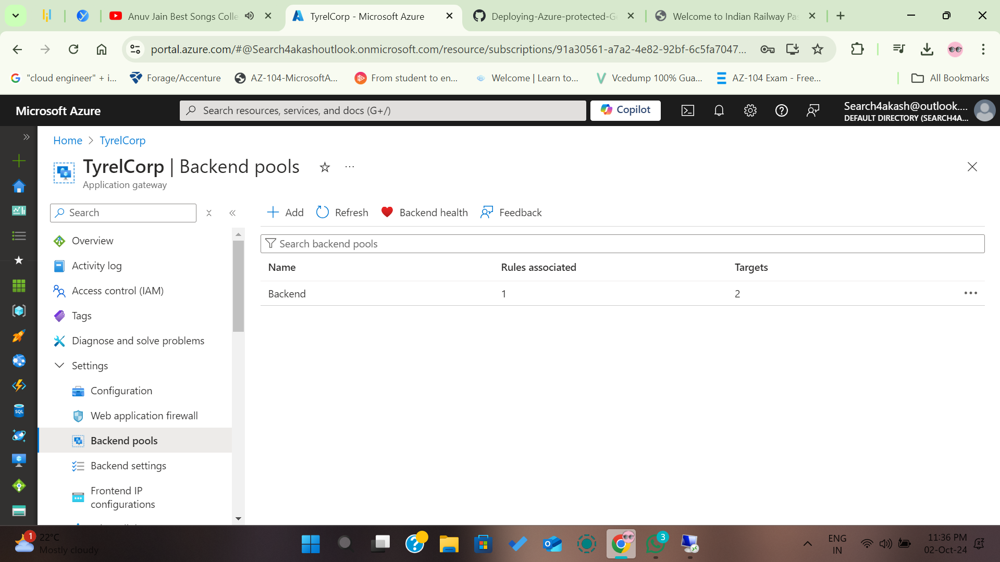 Anuv Jain Best Songs Colle
TyrelCorp - Microsoft Azure
Deploying-Azure-protected-G
Welcome to Indian Railway Pa
portal.azure.com/#@Search4akashoutlook.onmicrosoft.com/resource/subscriptions/91a30561-a7a2-4e82-92bf-6c5fa7047...
"cloud engineer" + i...
Forage/Accenture
AZ-104-MicrosoftA...
From student to en...
Welcome | Learn to...
Vcedump 100% Gua...
AZ-104 Exam - Free...
All Bookmarks
Microsoft Azure
Search resources, services, and docs (G+/)
Copilot
Search4akash@outlook....
DEFAULT DIRECTORY (SEARCH4A...
Home > TyrelCorp
TyrelCorp | Backend pools
Application gateway
Search
Add
Refresh
Backend health
Feedback
Overview
Activity log
Access control (IAM)
Tags
Diagnose and solve problems
Settings
Configuration
Web application firewall
Backend pools
Backend settings
Frontend IP
configurations
Search backend pools
Name Rules associated Targets
Backend 1 2
SQL
1
22°C
Mostly cloudy
3
ENG
IN
11:36 PM
02-Oct-24